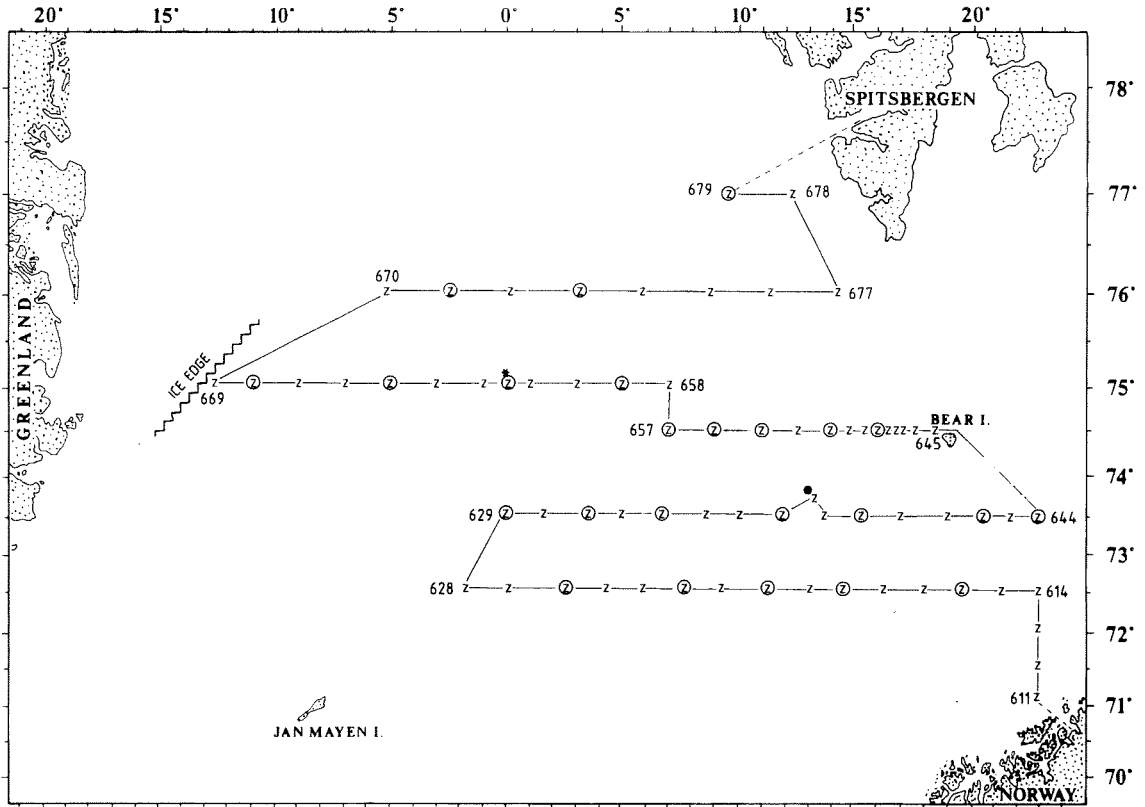 20° 15° 10° 5° 0° 5° 10° 15° 20°
78°
SPITSBERGEN
679 Z Z 678
77°
670
Z Z Z Z Z Z Z Z 677
76°
GREENLAND
ICE EDGE
*
Z Z Z Z Z Z Z Z Z Z Z Z 658
669
75°
BEAR I.
657 Z Z Z Z Z Z Z Z Z Z Z Z Z
645
74°
Z
629 Z Z Z Z Z Z Z Z Z Z Z Z Z Z 644
73°
628 Z Z Z Z Z Z Z Z Z Z Z Z Z Z 614
Z
72°
Z
611 Z
71°
JAN MAYEN I.
70°
NORWAY